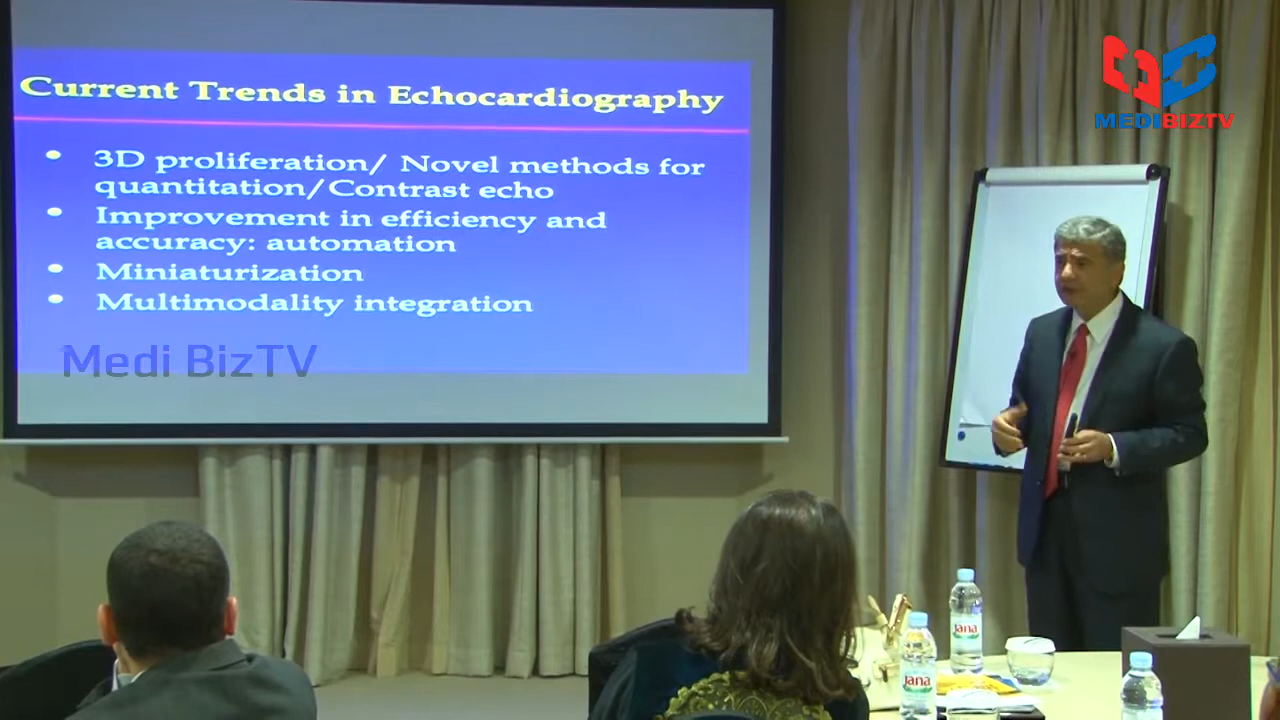 Current Trends in Echocardiography
• 3D proliferation/ Novel methods for
quantitation/Contrast echo
• Improvement in efficiency and
accuracy: automation
• Miniaturization
• Multimodality integration
Medi BizTV
MEDIBIZTV
jana
jana